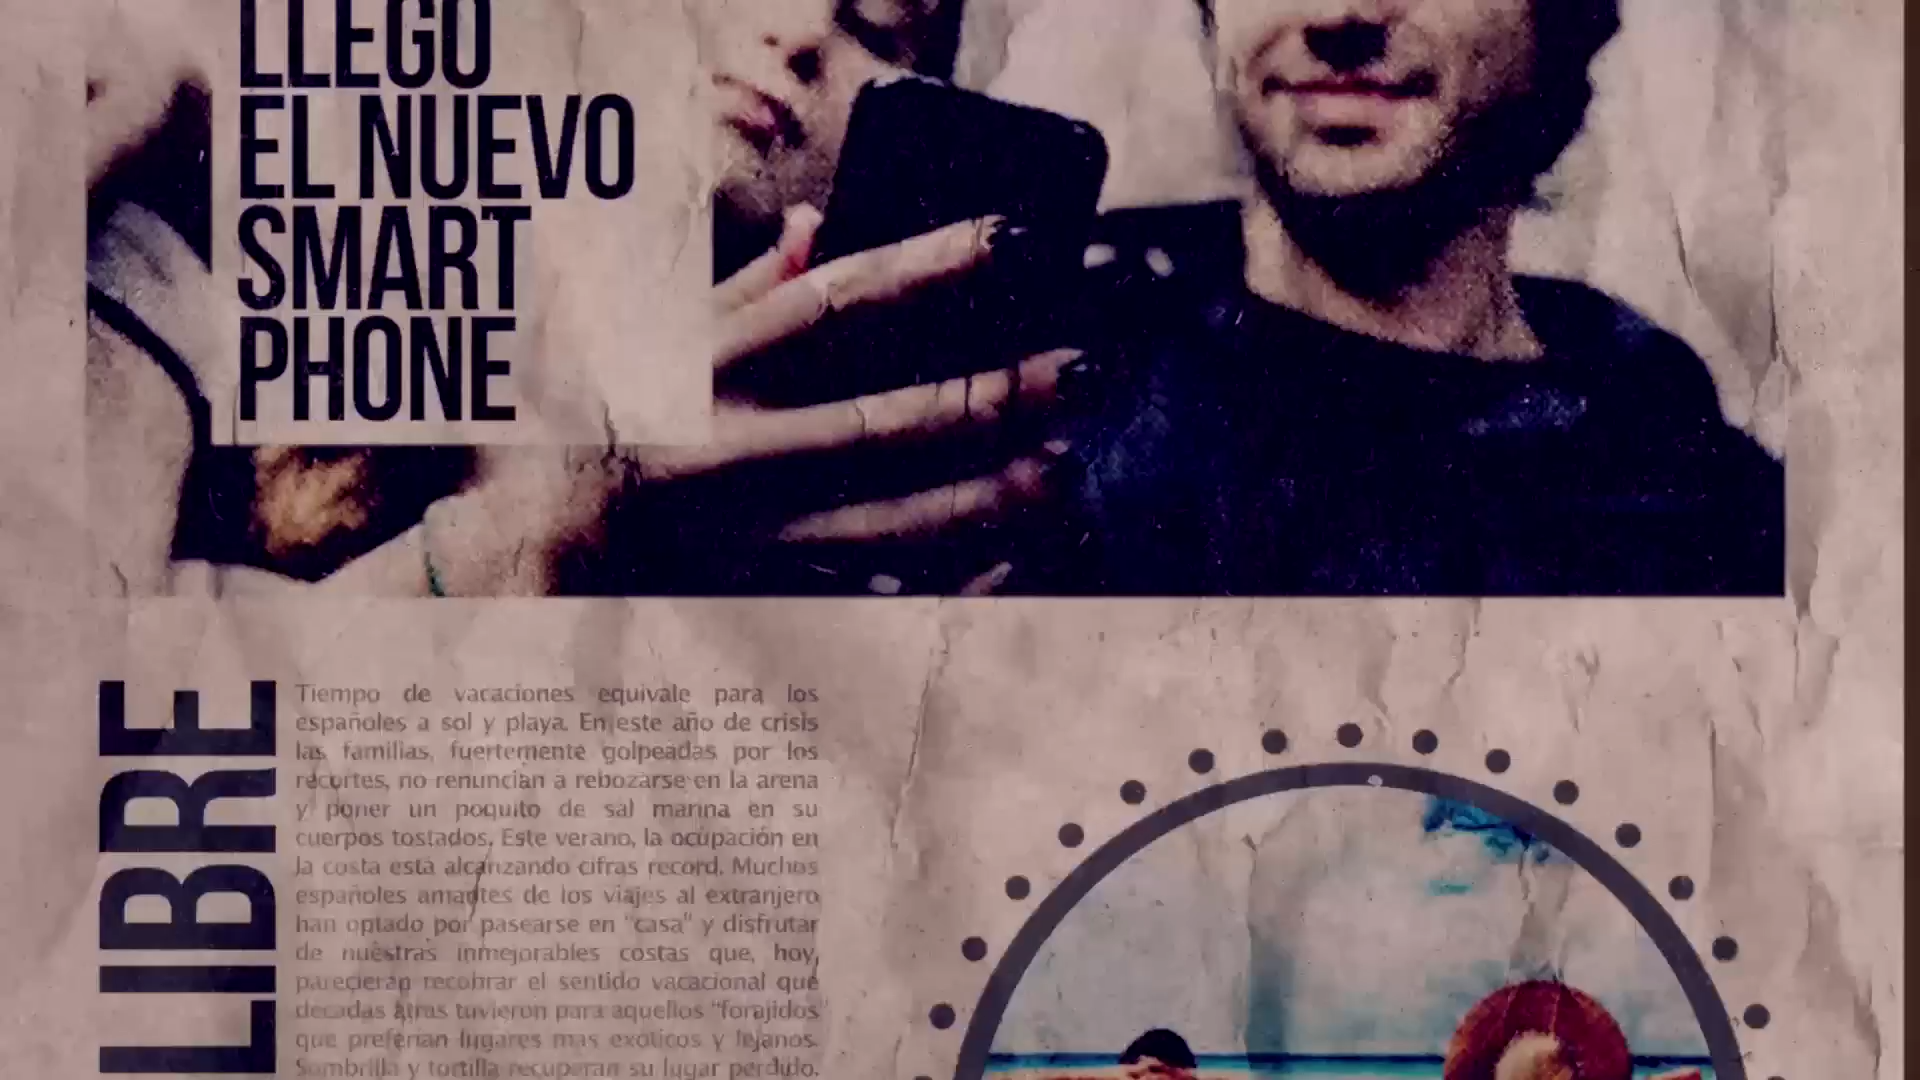 LLEGO
EL NUEVO
SMART
PHONE
LIBRE
Tiempo de vacaciones equivale para los
españoles a sol y playa. En este año de crisis
las familias, fuertemente golpeadas por los
recortes, no renuncian a rebozarse en la arena
y poner un poquito de sal marina en su
cuerpos tostados. Este verano, la ocupación en
la costa está alcanzando cifras record. Muchos
españoles amantes de los viajes al extranjero
han optado por pasearse en "casa" y disfrutar
de nuestras inmejorables costas que, hoy,
parecieran recobrar el sentido vacacional que
decadas atras tuvieron para aquellos "forajidos"
que preferian lugares mas exoticos y lejanos.
Sombrilla y tortilla recuperan su lugar perdido.